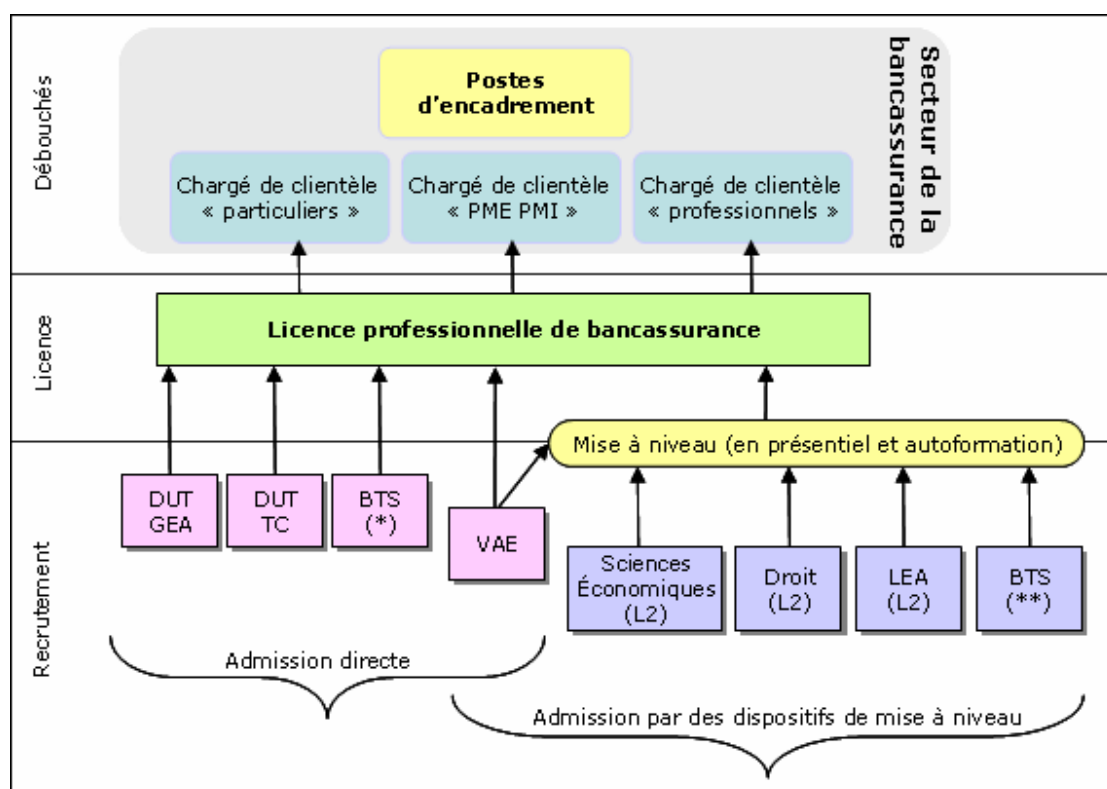 Débouchés
Secteur de la
bancassurance
Postes
d'encadrement
Chargé de clientèle
« particuliers »
Chargé de clientèle
« PME PMI »
Chargé de clientèle
« professionnels »
Licence
Licence professionnelle de bancassurance
Mise à niveau (en présentiel et autoformation)
Recrutement
DUT
GEA
DUT
TC
BTS
(*)
VAE
Sciences
Économiques
(L2)
Droit
(L2)
LEA
(L2)
BTS
(**)
Admission directe
Admission par des dispositifs de mise à niveau